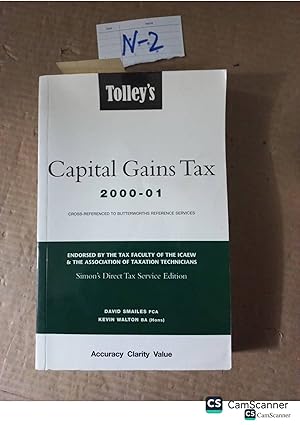 N-2
Tolley's
Capital Gains Tax
2000-01
CROSS-REFERENCED TO BUTTERWORTHS REFERENCE SERVICES
ENDORSED BY THE TAX FACULTY OF THE ICAEW
& THE ASSOCIATION OF TAXATION TECHNICIANS
Simon's Direct Tax Service Edition
DAVID SMAILES FCA
KEVIN WALTON BA (Hons)
Accuracy Clarity Value
CS CamScanner
CS CamScanner